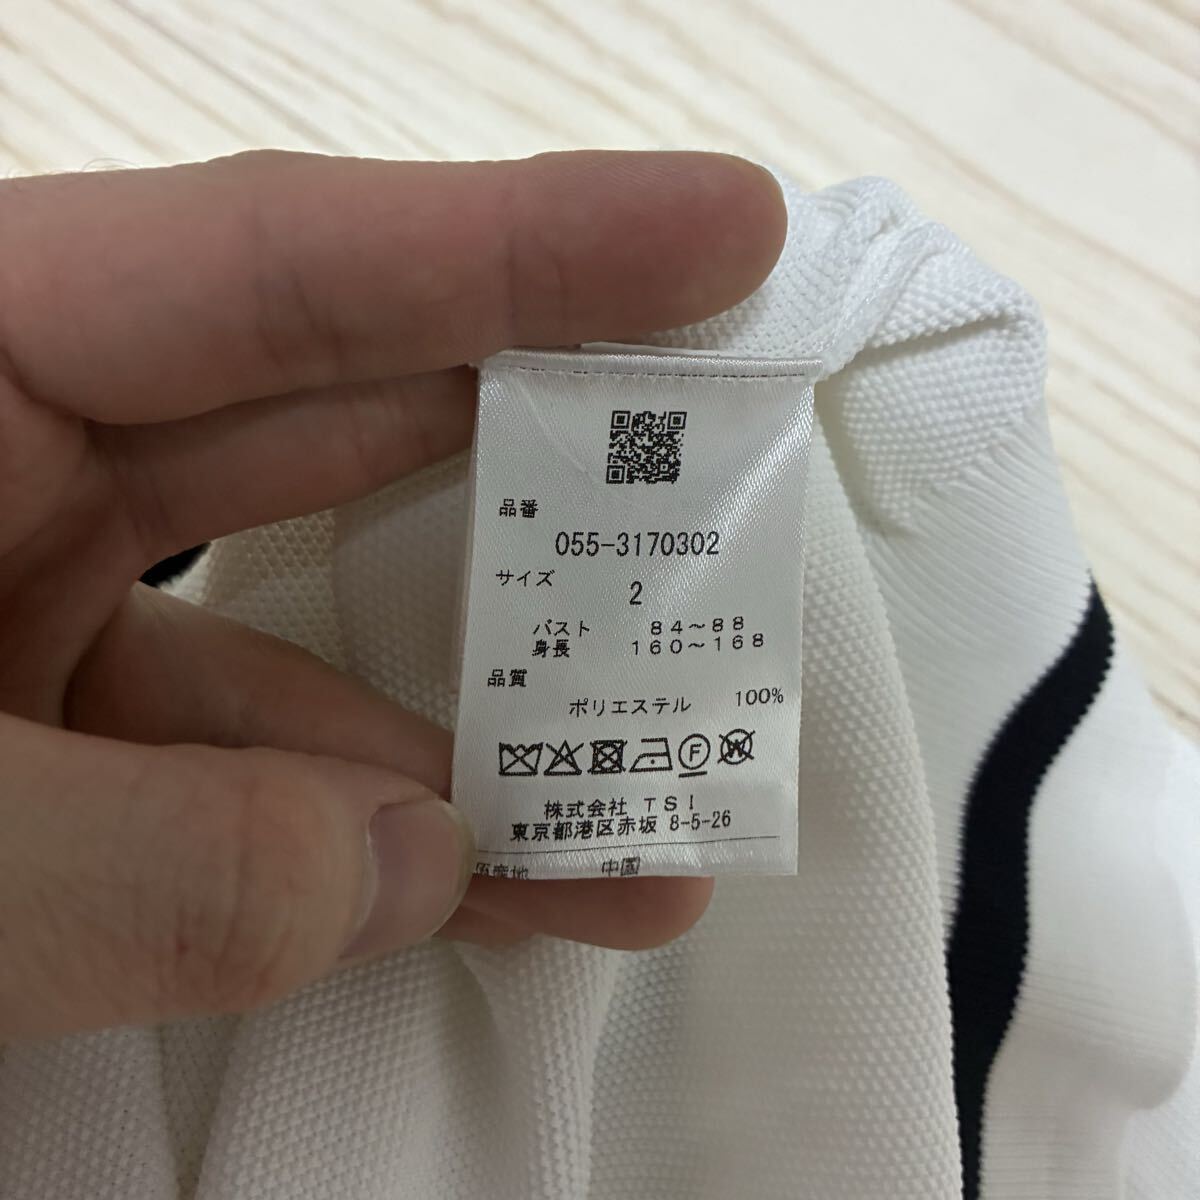 品番
055-3170302
サイズ
2
バスト 84～88
身長 160～168
品質
ポリエステル 100%
F W
株式会社 TSI
東京都港区赤坂 8-5-26
原産地 中国